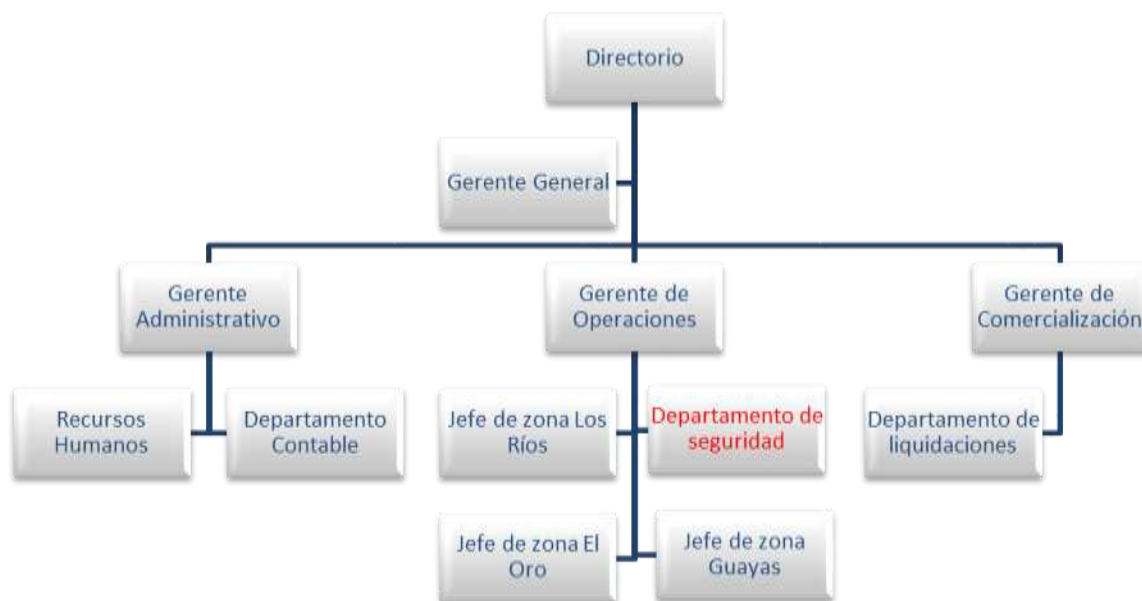 Directorio
Gerente General
Gerente
Administrativo
Gerente de
Operaciones
Gerente de
Comercialización
Recursos
Humanos
Departamento
Contable
Jefe de zona Los
Ríos
Departamento de
seguridad
Departamento de
liquidaciones
Jefe de zona El
Oro
Jefe de zona
Guayas